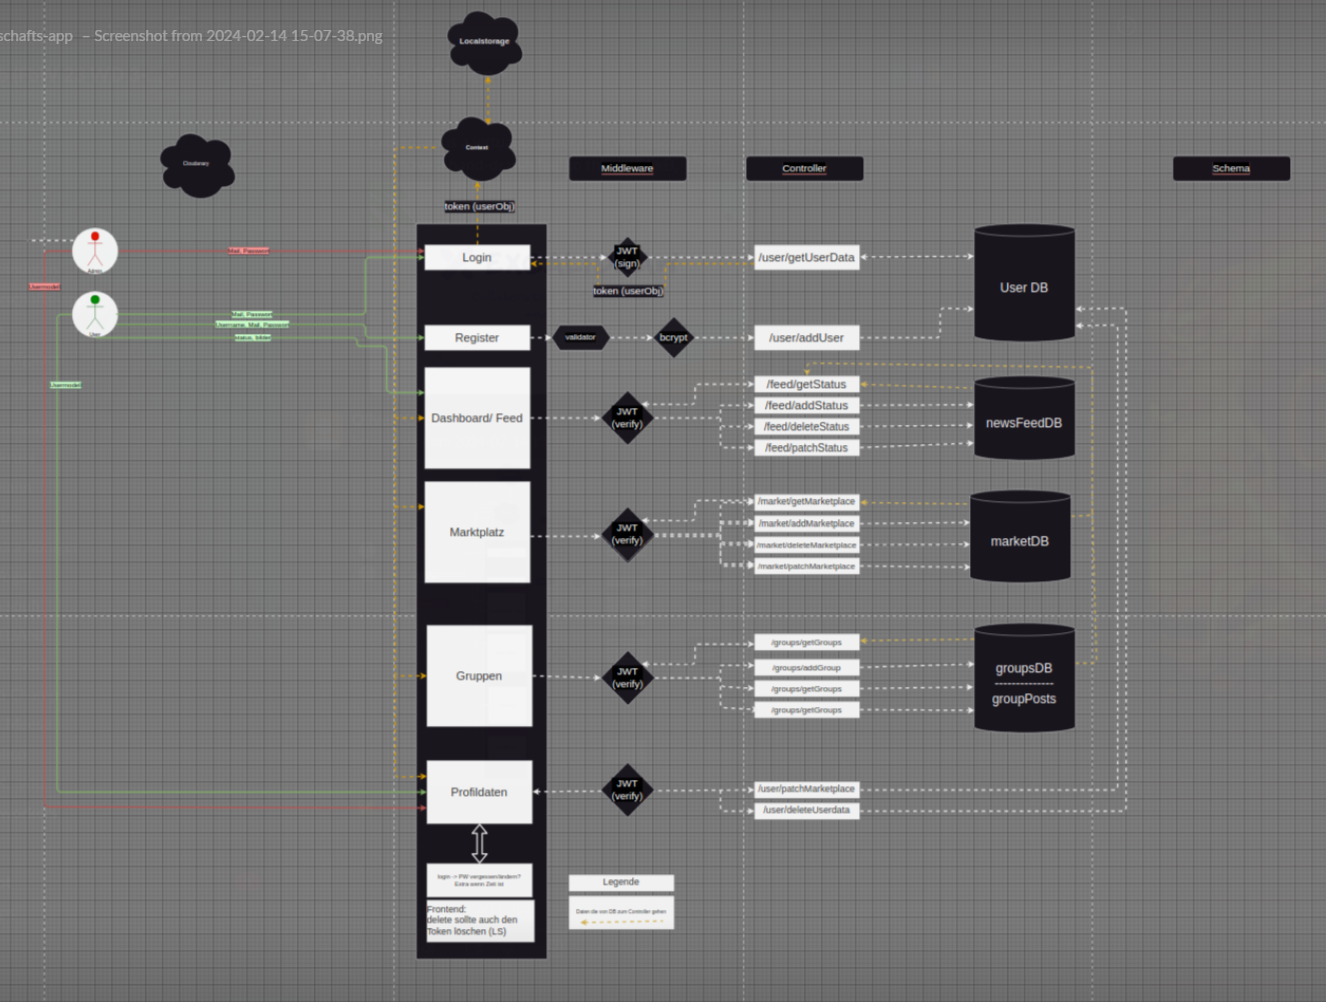 schafts-app – Screenshot from 2024-02-14 15-07-38.png
Localstorage
Context
Cloudinary
Middleware
Controller
Schema
token (userObj)
Mail, Passwort
Admin
Usermodel
Login
JWT
(sign)
/user/getUserData
token (userObj)
User DB
Mail, Passwort
Username, Mail, Passwort
User
status, bilder
Usermodel
Register
validator
bcrypt
/user/addUser
Dashboard/ Feed
JWT
(verify)
/feed/getStatus
/feed/addStatus
/feed/deleteStatus
/feed/patchStatus
newsFeedDB
Marktplatz
JWT
(verify)
/market/getMarketplace
/market/addMarketplace
/market/deleteMarketplace
/market/patchMarketplace
marketDB
Gruppen
JWT
(verify)
/groups/getGroups
/groups/addGroup
/groups/getGroups
/groups/getGroups
groupsDB
---------------
groupPosts
Profildaten
JWT
(verify)
/user/patchMarketplace
/user/deleteUserdata
login -> PW vergessen/ändern?
Extra wenn Zeit ist
Frontend:
delete sollte auch den
Token löschen (LS)
Legende
Daten die von DB zum Controller gehen